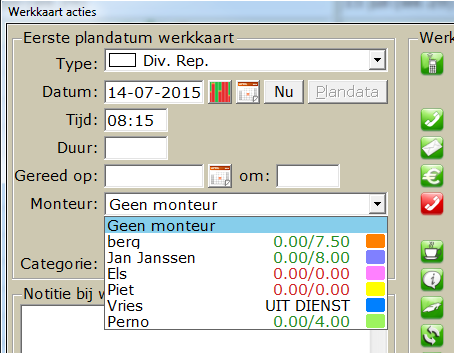 Werkkaart acties
Eerste plandatum werkkaart
Type: Div. Rep.
Datum: 14-07-2015 Nu Plandata
Tijd: 08:15
Duur:
Gereed op: om:
Monteur: Geen monteur
Geen monteur
berg 0.00/7.50
Jan Janssen 0.00/8.00
Els 0.00/0.00
Piet 0.00/0.00
Vries UIT DIENST
Perno 0.00/4.00
Categorie:
Notitie bij w
Werk